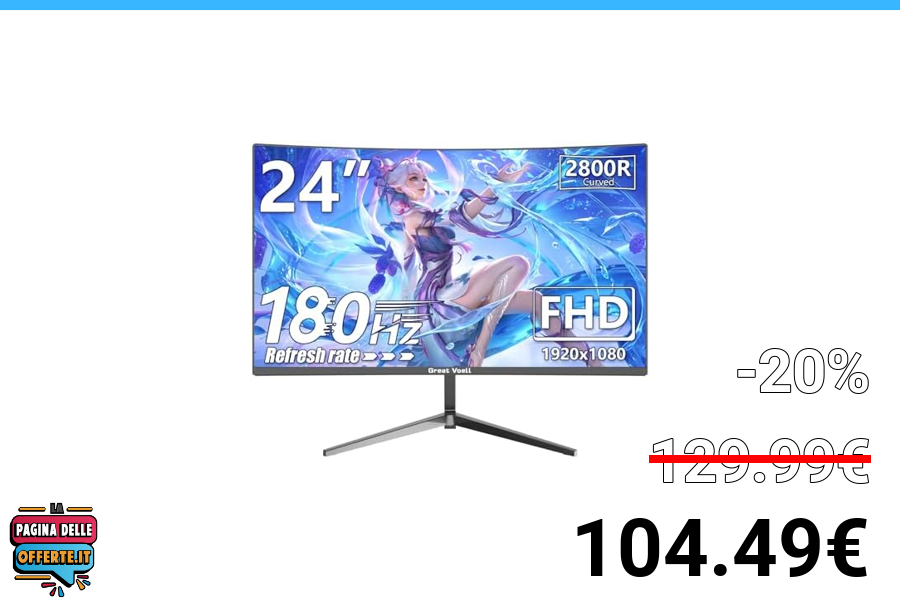 24"
2800R
Curved
180Hz
Refresh rate
FHD
1920x1080
Great Voell
-20%
129.99€
104.49€
LA
PAGINA DELLE
OFFERTE.IT